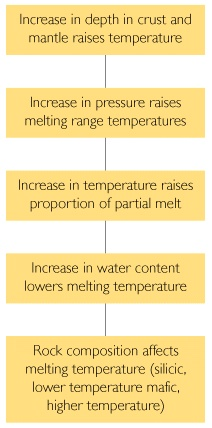 Increase in depth in crust and
mantle raises temperature
Increase in pressure raises
melting range temperatures
Increase in temperature raises
proportion of partial melt
Increase in water content
lowers melting temperature
Rock composition affects
melting temperature (silicic,
lower temperature mafic,
higher temperature)